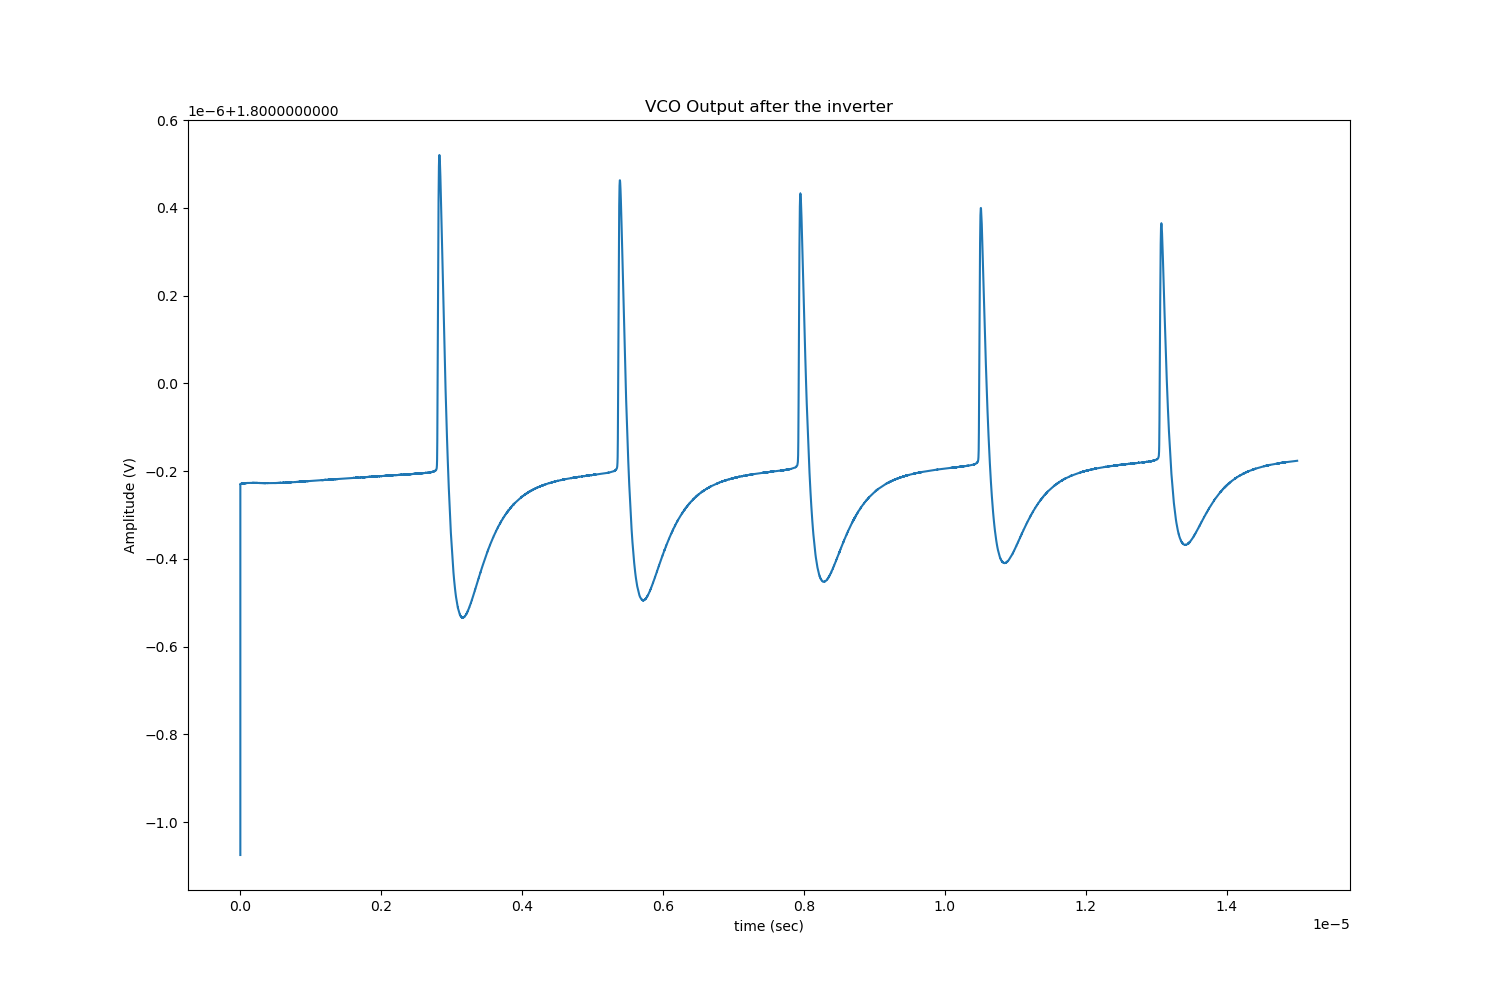 VCO Output after the inverter
1e−6+1.8000000000
0.6
0.4
0.2
0.0
−0.2
−0.4
−0.6
−0.8
−1.0
Amplitude (V)
0.0 0.2 0.4 0.6 0.8 1.0 1.2 1.4
1e−5
time (sec)